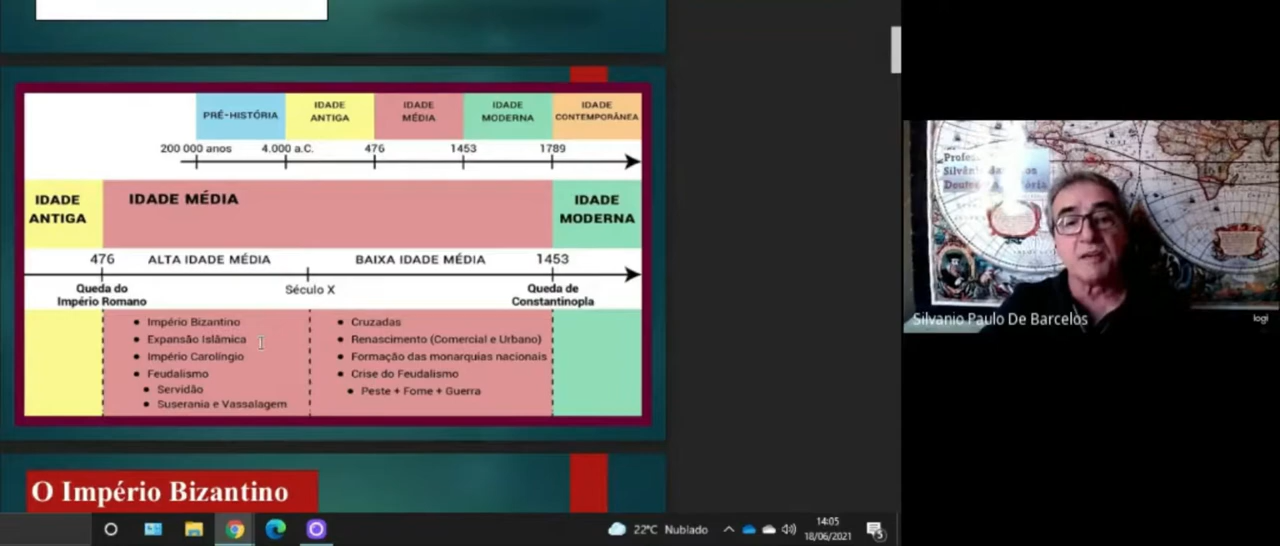 PRÉ-HISTÓRIA
IDADE
ANTIGA
IDADE
MÉDIA
IDADE
MODERNA
IDADE
CONTEMPORÂNEA
200 000 anos 4.000 a.C. 476 1453 1789
IDADE
ANTIGA
IDADE MÉDIA
IDADE
MODERNA
476 ALTA IDADE MÉDIA BAIXA IDADE MÉDIA 1453
Queda do
Império Romano
Século X
Queda de
Constantinopla
• Império Bizantino
• Expansão Islâmica
• Império Carolíngio
• Feudalismo
• Servidão
• Suserania e Vassalagem
• Cruzadas
• Renascimento (Comercial e Urbano)
• Formação das monarquias nacionais
• Crise do Feudalismo
• Peste + Fome + Guerra
O Império Bizantino
22°C Nublado
14:05
18/06/2021
5
Silvanio Paulo De Barcelos
logi